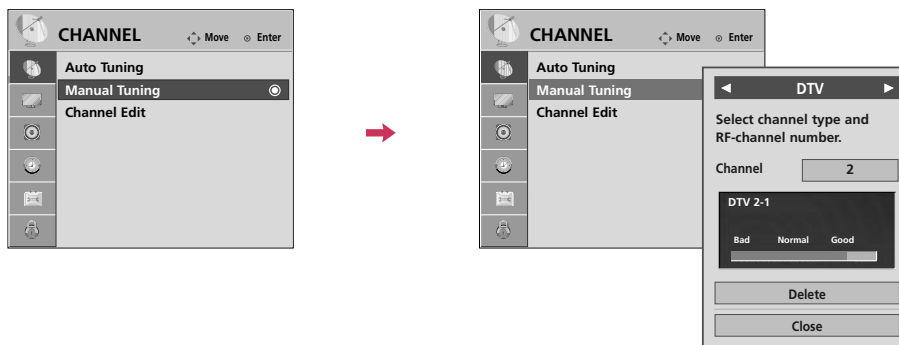 CHANNEL Move Enter
Auto Tuning
Manual Tuning
Channel Edit
CHANNEL Move Enter
Auto Tuning
Manual Tuning
Channel Edit
DTV
Select channel type and
RF-channel number.
Channel 2
DTV 2-1
Bad Normal Good
Delete
Close